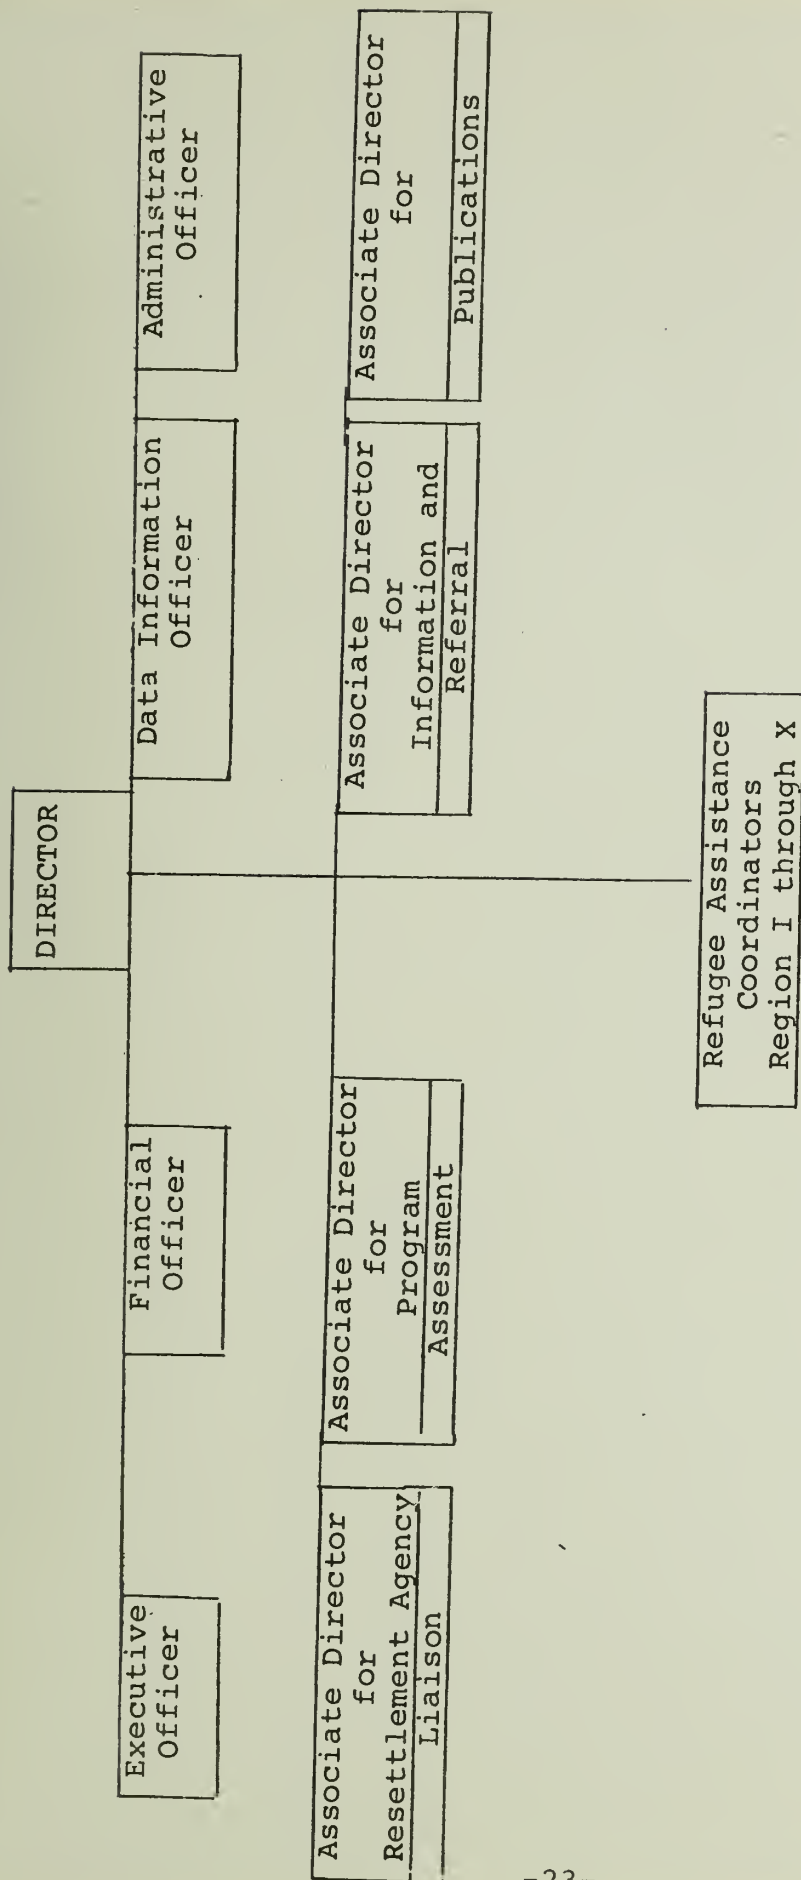 DIRECTOR
Executive
Officer
Financial
Officer
Data Information
Officer
Administrative
Officer
Associate Director
for
Resettlement Agency
Liaison
Associate Director
for
Program
Assessment
Associate Director
for
Information and
Referral
Associate Director
for
Publications
Refugee Assistance
Coordinators
Region I through X
-23-